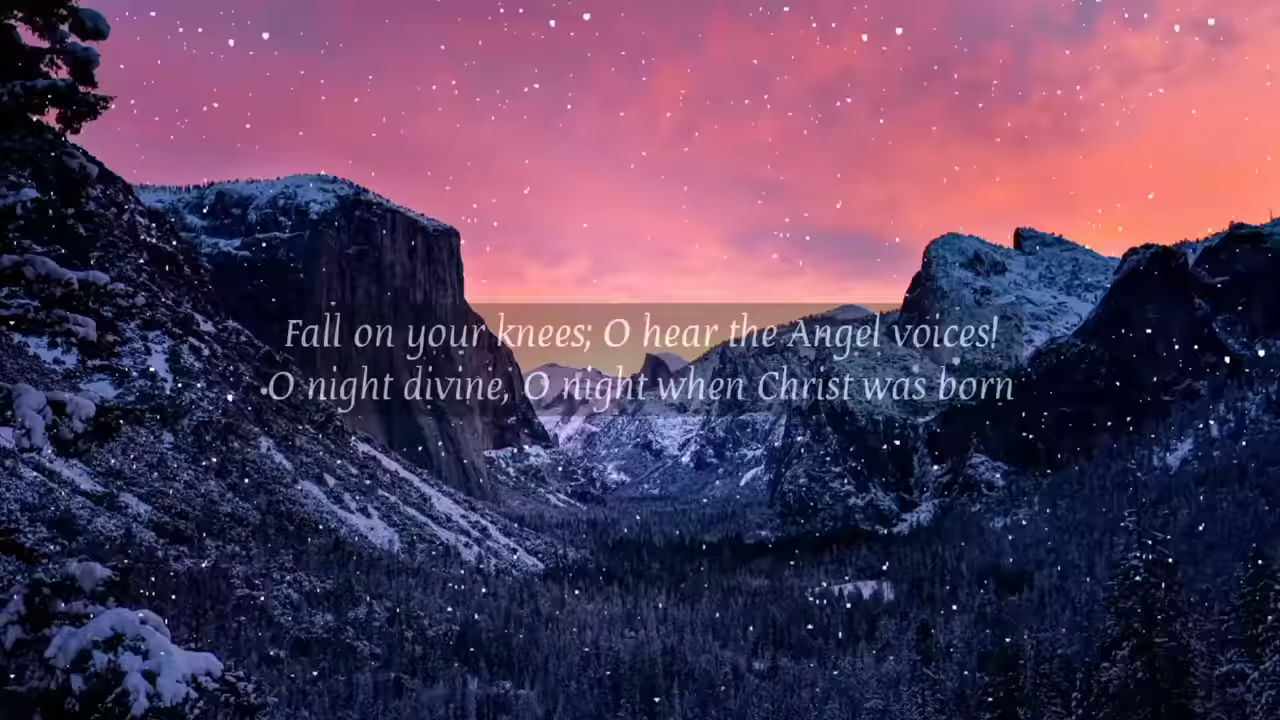 Fall on your knees; O hear the Angel voices!
O night divine, O night when Christ was born